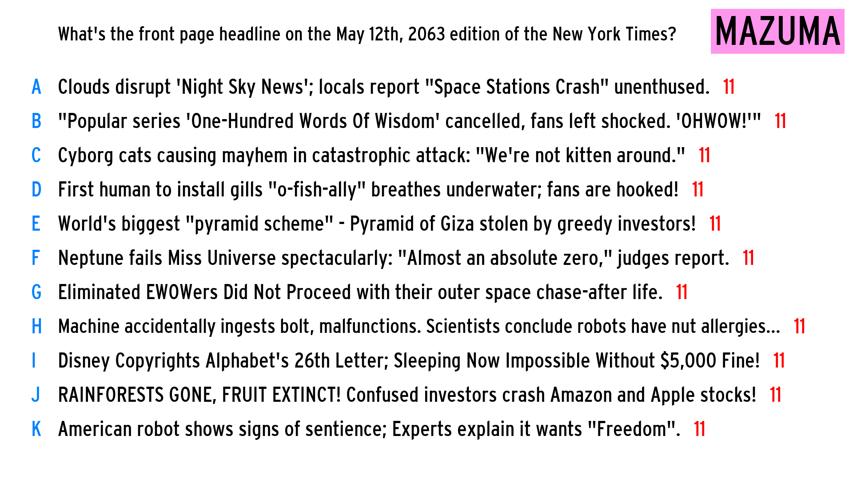 What's the front page headline on the May 12th, 2063 edition of the New York Times?
MAZUMA
A Clouds disrupt 'Night Sky News'; locals report "Space Stations Crash" unenthused. 11
B "Popular series 'One-Hundred Words Of Wisdom' cancelled, fans left shocked. 'OHWOW!'" 11
C Cyborg cats causing mayhem in catastrophic attack: "We're not kitten around." 11
D First human to install gills "o-fish-ally" breathes underwater; fans are hooked! 11
E World's biggest "pyramid scheme" - Pyramid of Giza stolen by greedy investors! 11
F Neptune fails Miss Universe spectacularly: "Almost an absolute zero," judges report. 11
G Eliminated EWOWers Did Not Proceed with their outer space chase-after life. 11
H Machine accidentally ingests bolt, malfunctions. Scientists conclude robots have nut allergies... 11
I Disney Copyrights Alphabet's 26th Letter; Sleeping Now Impossible Without $5,000 Fine! 11
J RAINFORESTS GONE, FRUIT EXTINCT! Confused investors crash Amazon and Apple stocks! 11
K American robot shows signs of sentience; Experts explain it wants "Freedom". 11